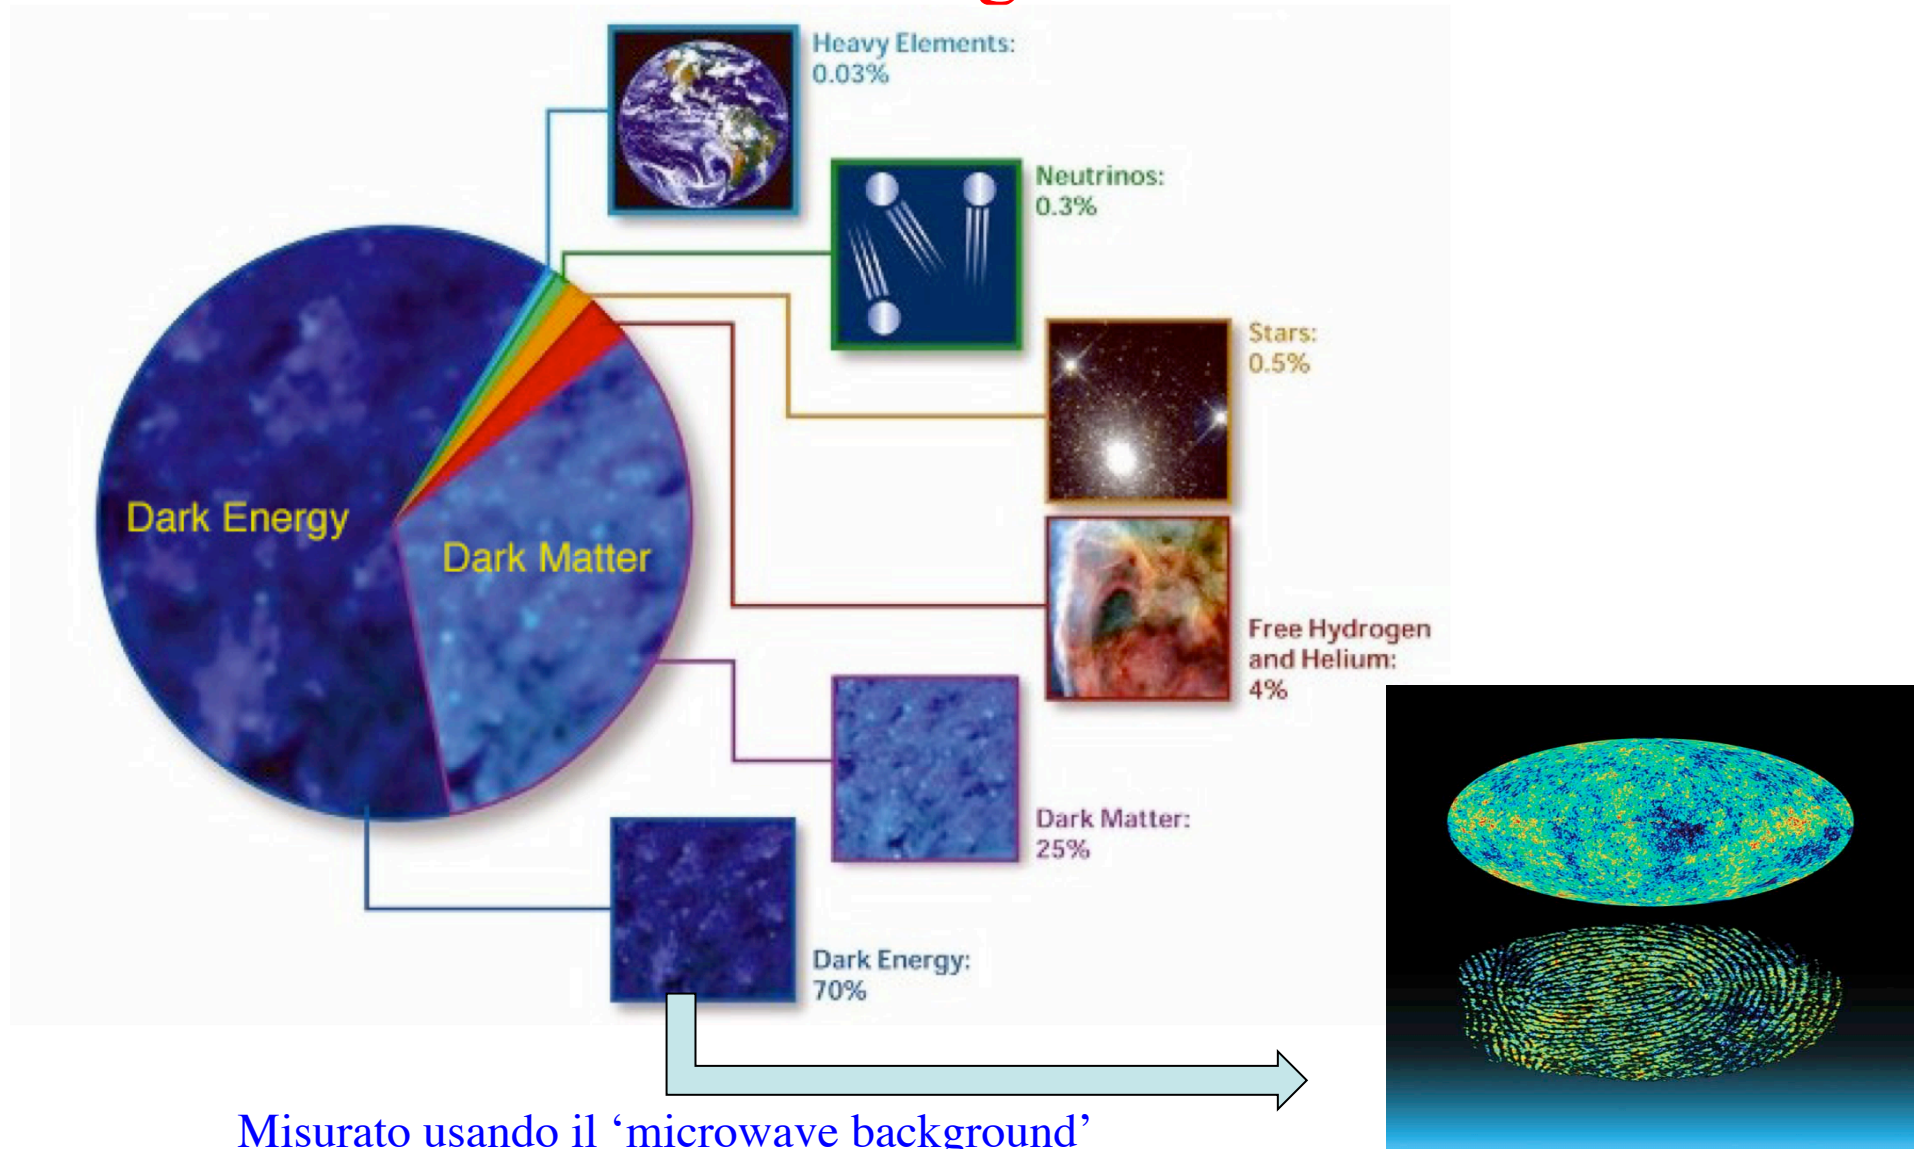 Heavy Elements:
0.03%
Neutrinos:
0.3%
Stars:
0.5%
Dark Energy
Dark Matter
Free Hydrogen
and Helium:
4%
Dark Matter:
25%
Dark Energy:
70%
Misurato usando il ‘microwave background’